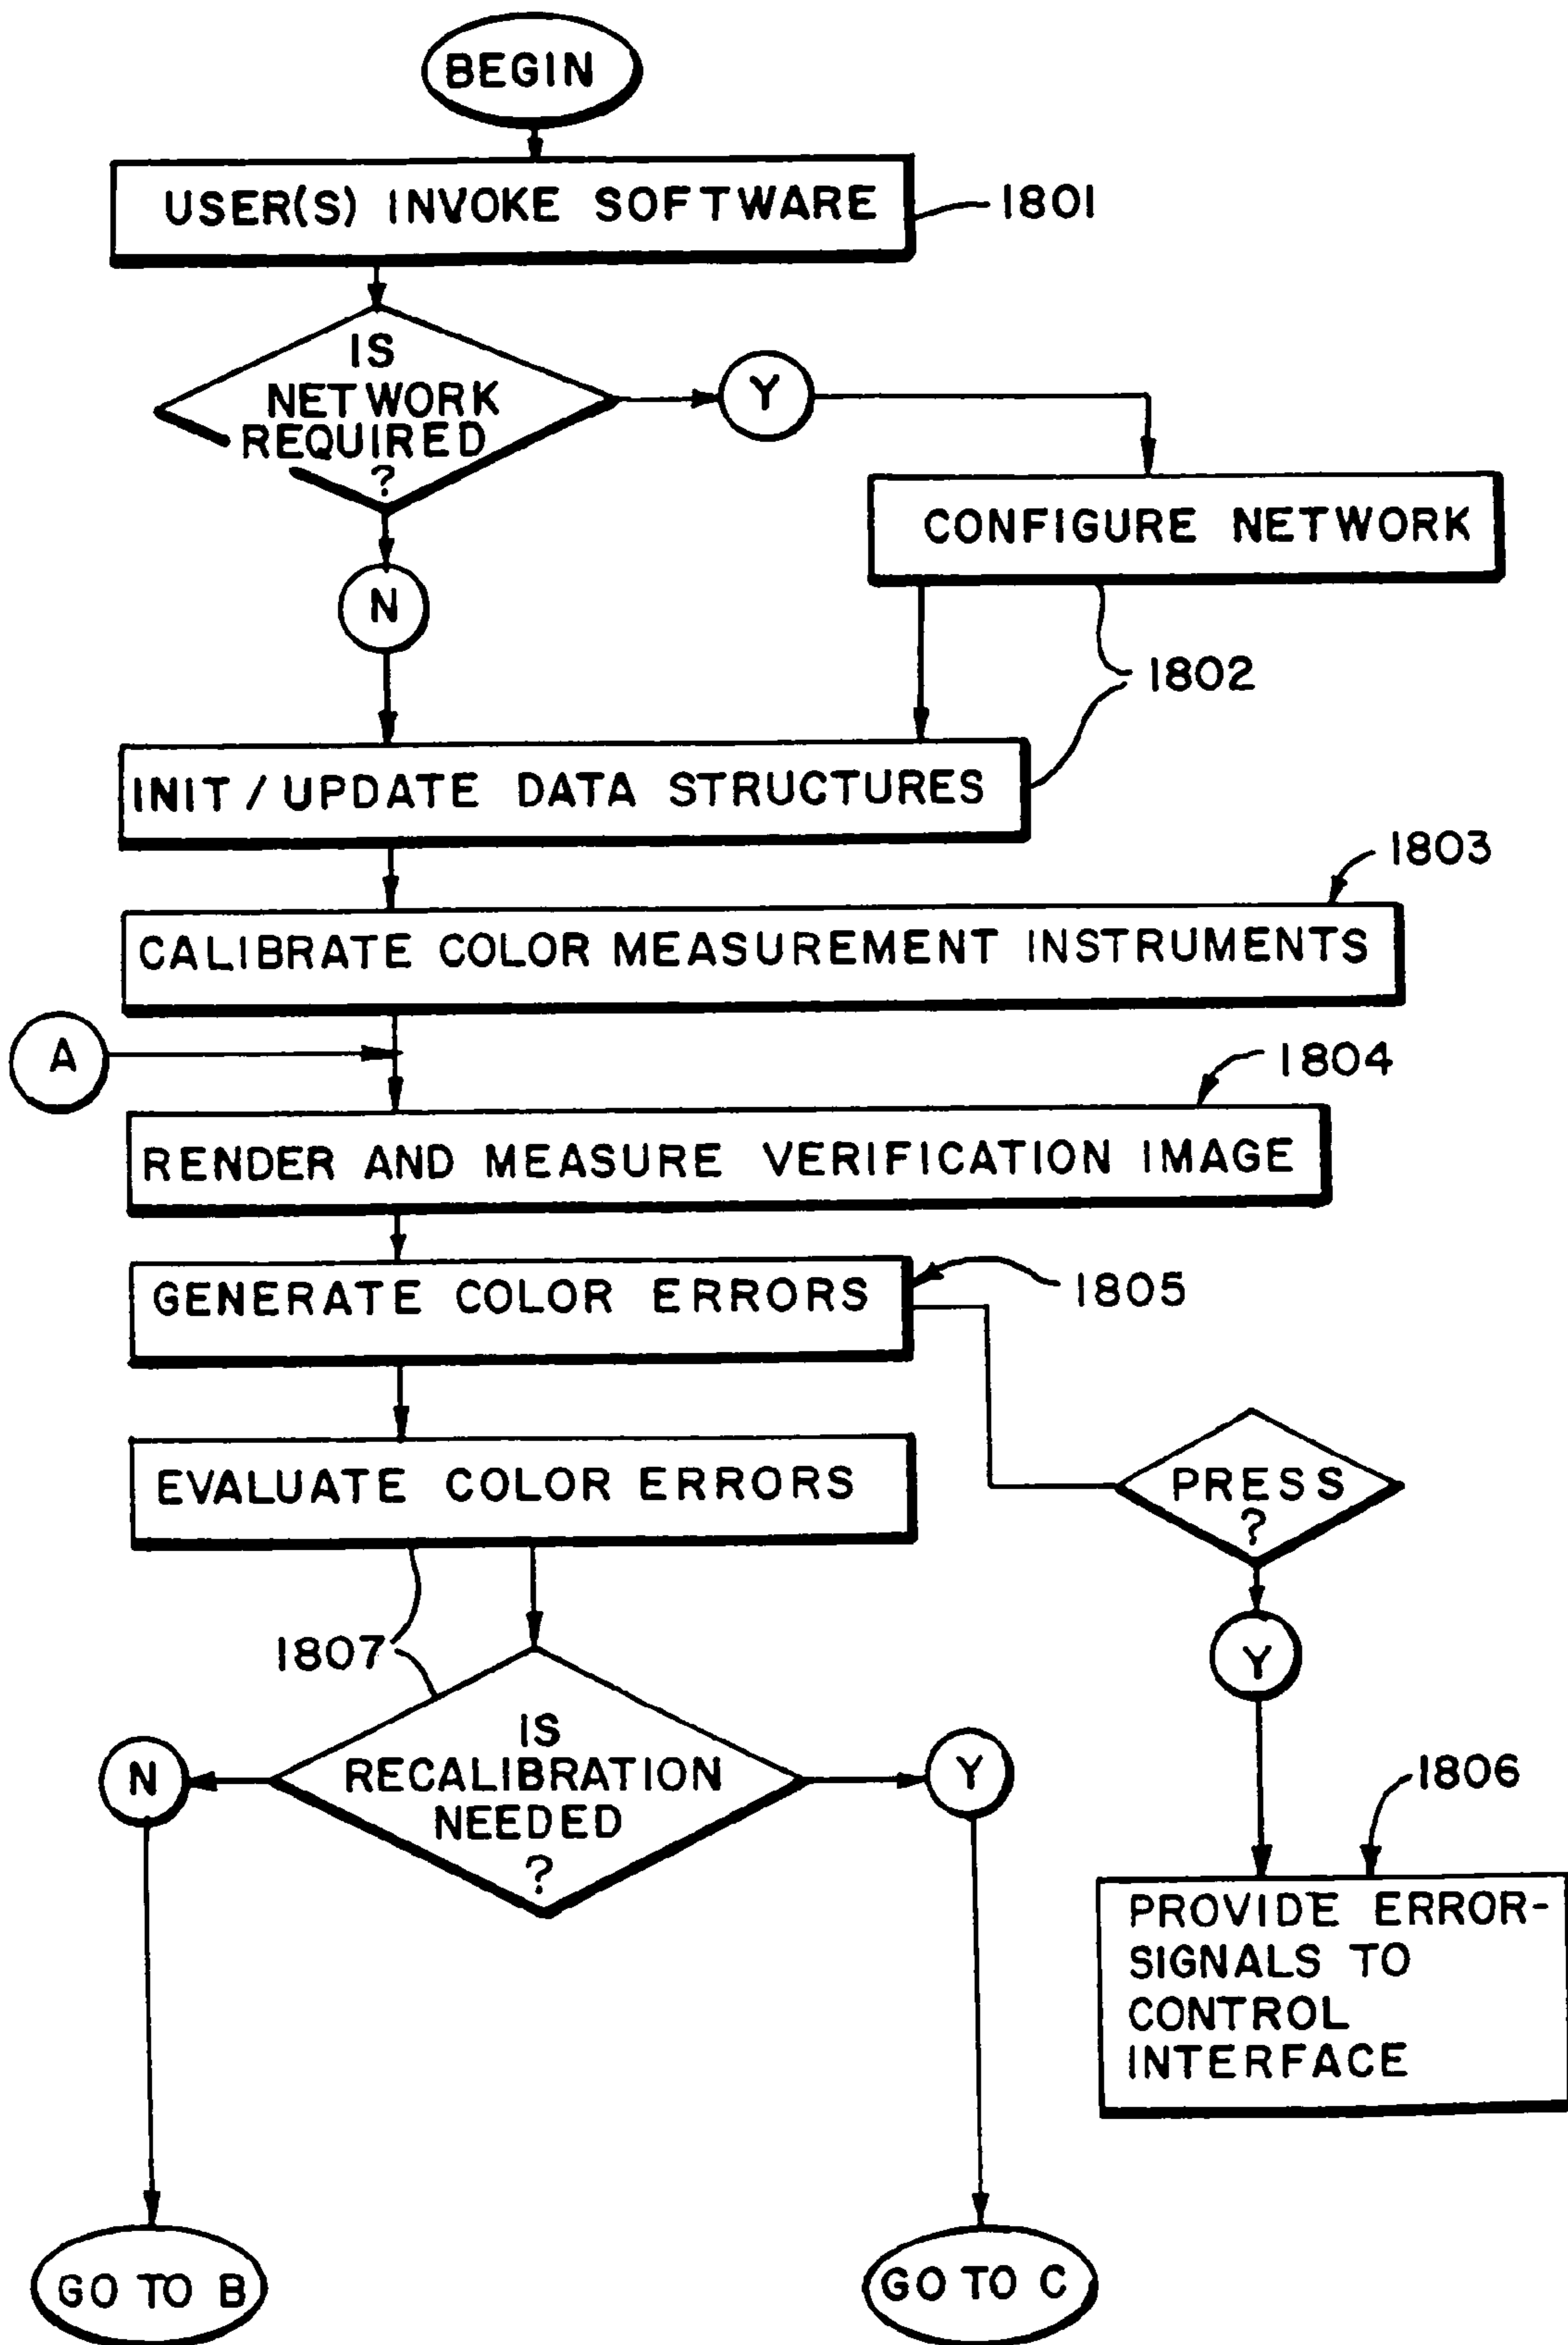 BEGIN
USER(S) INVOKE SOFTWARE
1801
IS
NETWORK
REQUIRED
?
Y
CONFIGURE NETWORK
N
1802
INIT / UPDATE DATA STRUCTURES
1803
CALIBRATE COLOR MEASUREMENT INSTRUMENTS
A
1804
RENDER AND MEASURE VERIFICATION IMAGE
GENERATE COLOR ERRORS
1805
EVALUATE COLOR ERRORS
PRESS
?
Y
1807
IS
RECALIBRATION
NEEDED
?
N
Y
1806
PROVIDE ERROR-
SIGNALS TO
CONTROL
INTERFACE
GO TO B
GO TO C